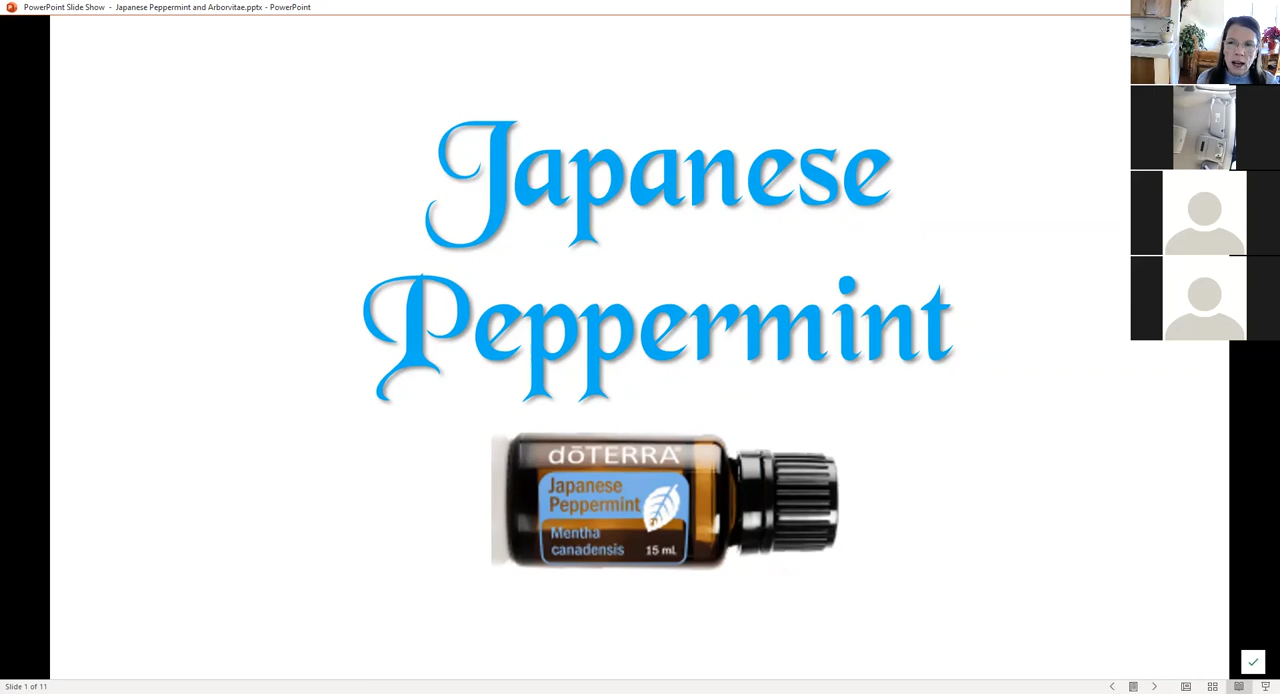 PowerPoint Slide Show - Japanese Peppermint and Arborvitae.pptx - PowerPoint
Japanese
Peppermint
dōTERRA®
Japanese
Peppermint
Mentha
canadensis
15 mL
Slide 1 of 11